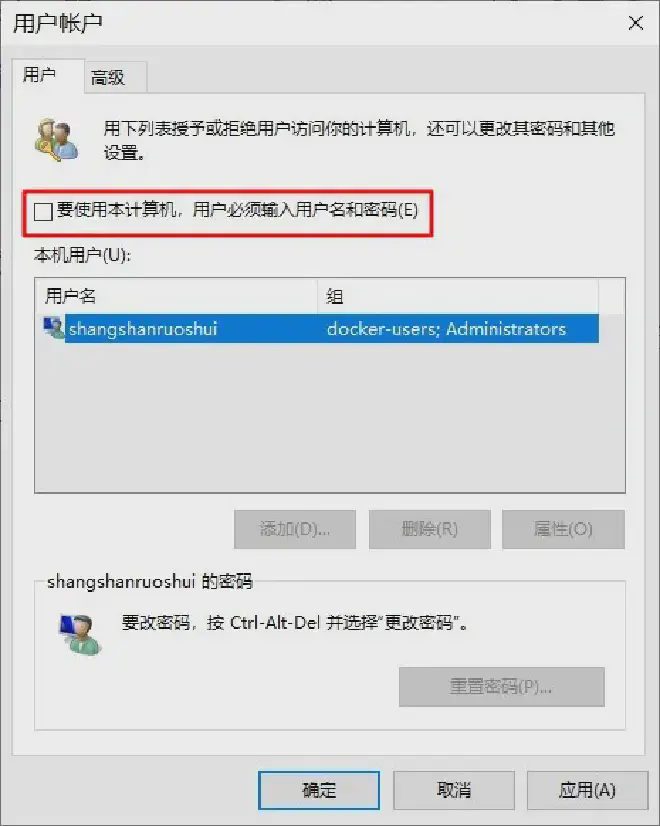 用户帐户
用户
高级
用下列表授予或拒绝用户访问你的计算机，还可以更改其密码和其他
设置。
要使用本计算机，用户必须输入用户名和密码(E)
本机用户(U):
用户名 组
shangshanruoshui docker-users; Administrators
添加(D)... 删除(R) 属性(O)
shangshanruoshui 的密码
要改密码，按 Ctrl-Alt-Del 并选择“更改密码”。
重置密码(P)...
确定 取消 应用(A)